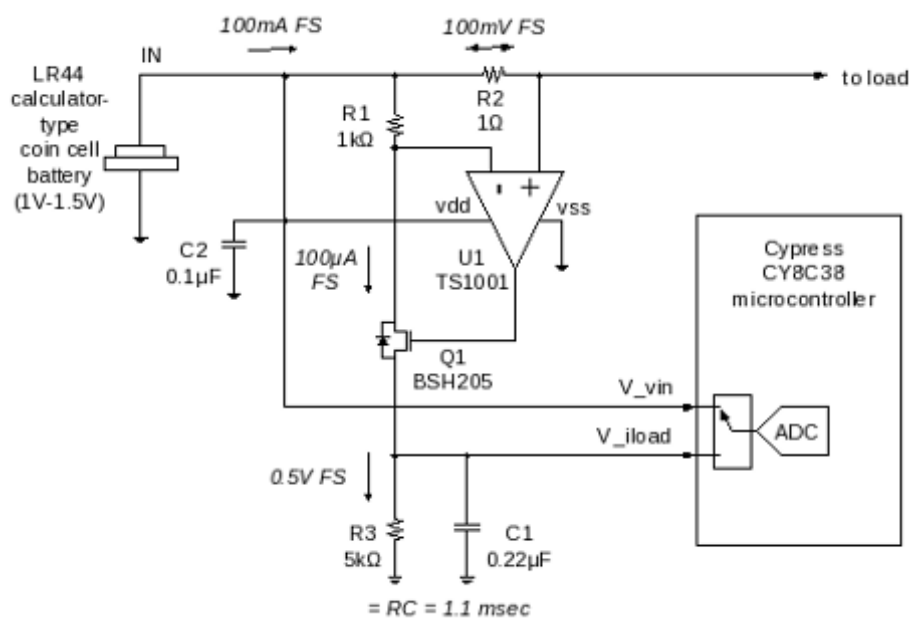 100mA FS
100mV FS
IN
LR44
calculator-
type
coin cell
battery
(1V-1.5V)
R1
1kΩ
R2
1Ω
to load
- +
vdd
vss
C2
0.1µF
100µA
FS
U1
TS1001
Cypress
CY8C38
microcontroller
Q1
BSH205
V_vin
V_iload
ADC
0.5V FS
R3
5kΩ
C1
0.22µF
= RC = 1.1 msec